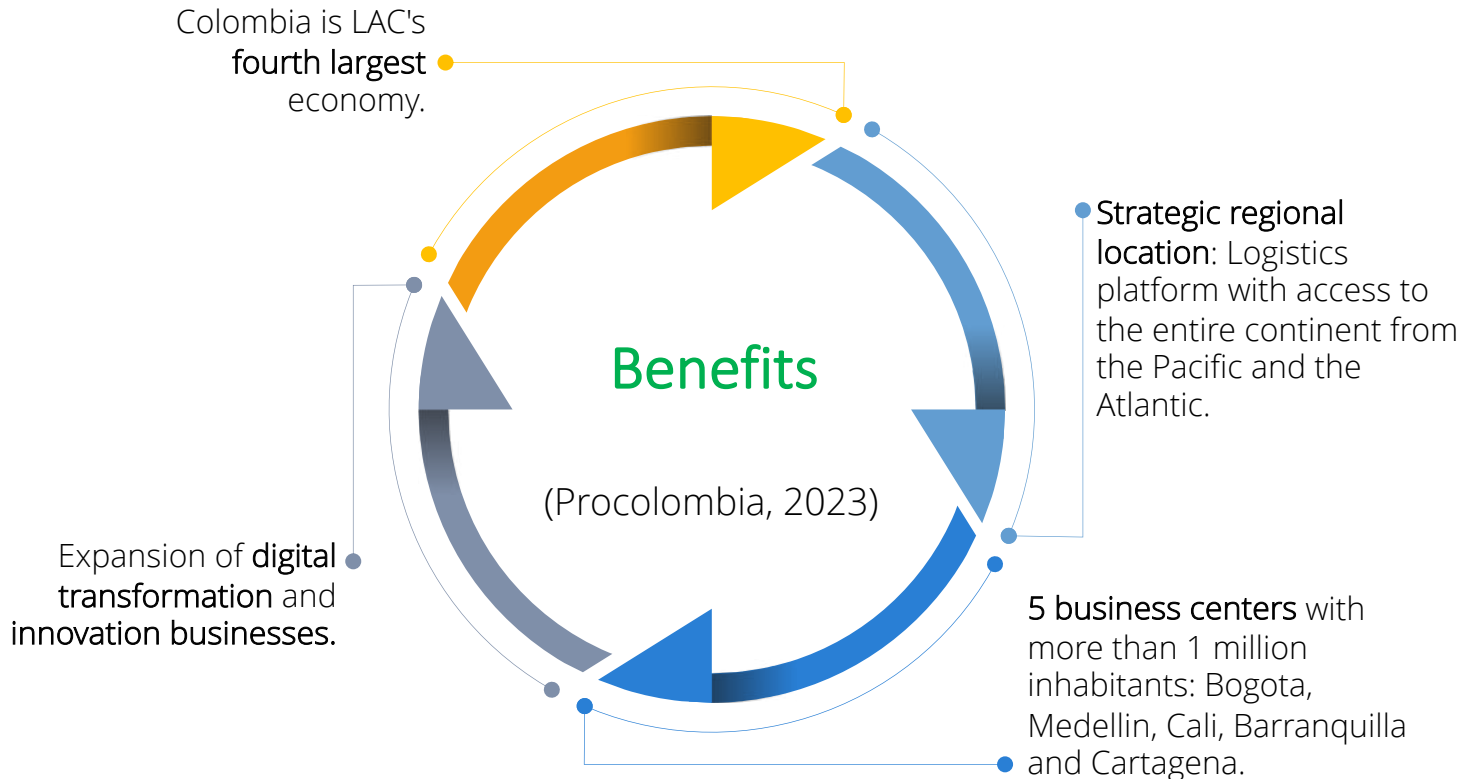 Colombia is LAC's
fourth largest
economy.
Strategic regional
location: Logistics
platform with access to
the entire continent from
the Pacific and the
Atlantic.
Benefits
(Procolombia, 2023)
Expansion of digital
transformation and
innovation businesses.
5 business centers with
more than 1 million
inhabitants: Bogota,
Medellin, Cali, Barranquilla
and Cartagena.